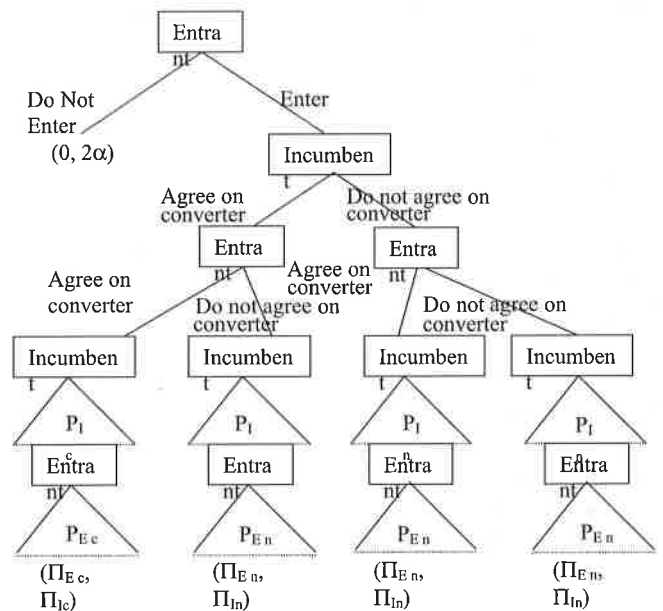 Entra
nt
Do Not
Enter
Enter
(0, 2α)
Incumben
t
Agree on
converter
Do not agree on
converter
Entra
nt
Entra
nt
Agree on
converter
Do not agree on
converter
Agree on
converter
Do not agree on
converter
Incumben
t
Incumben
t
Incumben
t
Incumben
t
P_I
P_I
P_I
P_I
c
n
n
Entra
nt
Entra
nt
Entra
nt
Entra
nt
P_E c
P_E n
P_E n
P_E n
(Π_E c,
Π_Ic)
(Π_E n,
Π_In)
(Π_E n,
Π_In)
(Π_E n,
Π_In)